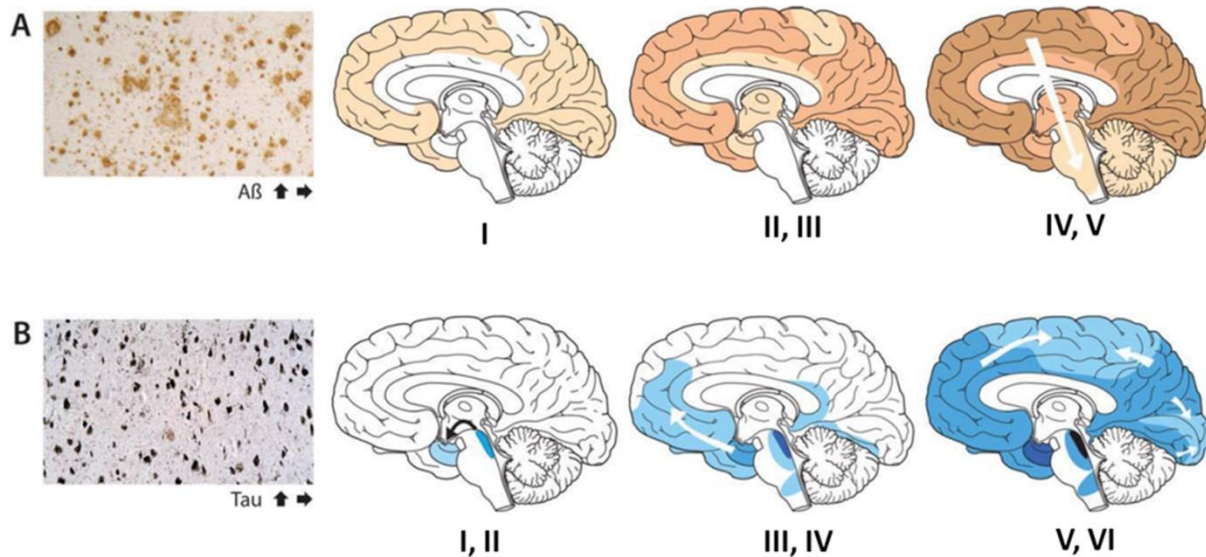 A
Aß ⬆ ➡
I
II, III
IV, V
B
Tau ⬆ ➡
I, II
III, IV
V, VI